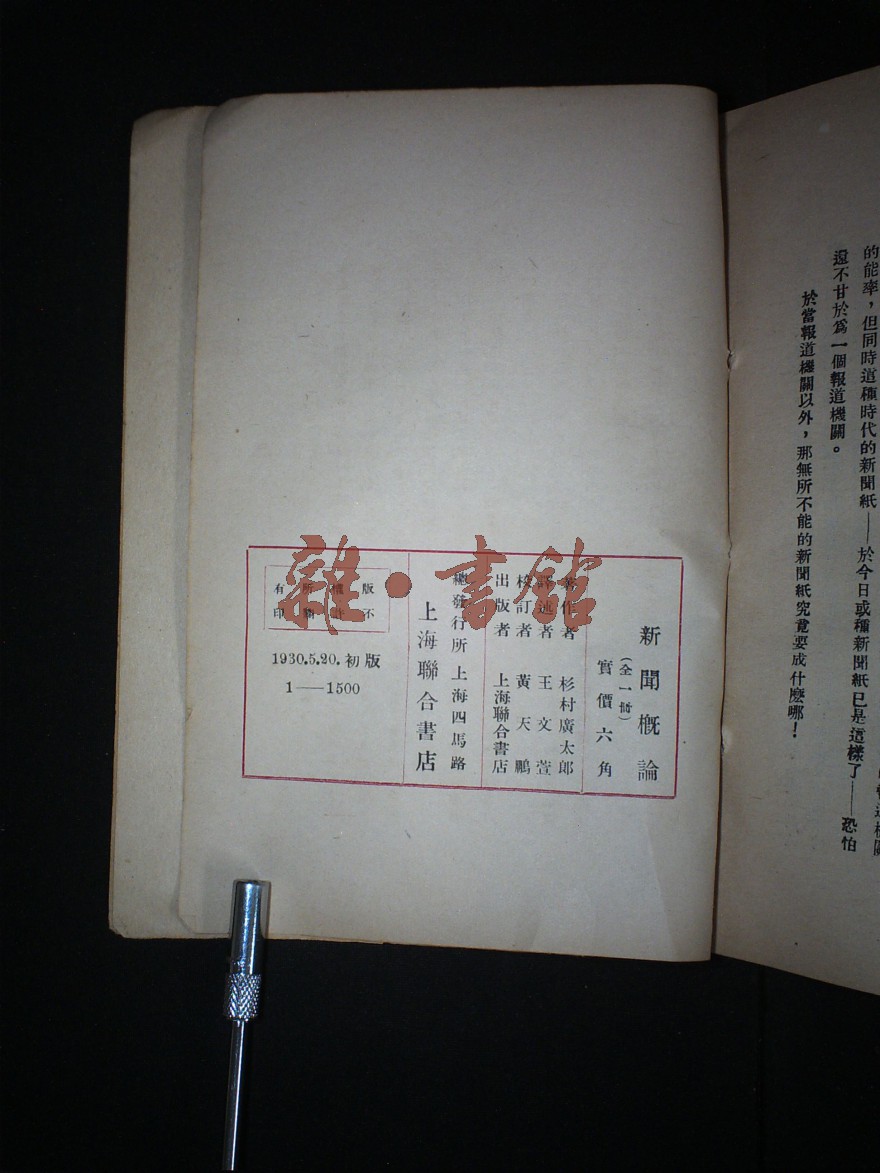 的能率，但同時這種時代的新聞紙——於今日或種新聞紙已是這樣了——恐怕
還不甘於爲一個報道機關。
於當報道機關以外，那無所不能的新聞紙究竟要成什麽哪！
新聞概論
（全一冊）
實價六角
著作者 杉村廣太郎
譯述者 王文萱
校訂者 黃天鵬
出版者 上海聯合書店
總發行所 上海四馬路
上海聯合書店
版權所有
不許翻印
1930.5.20.初版
1——1500
雜·書館